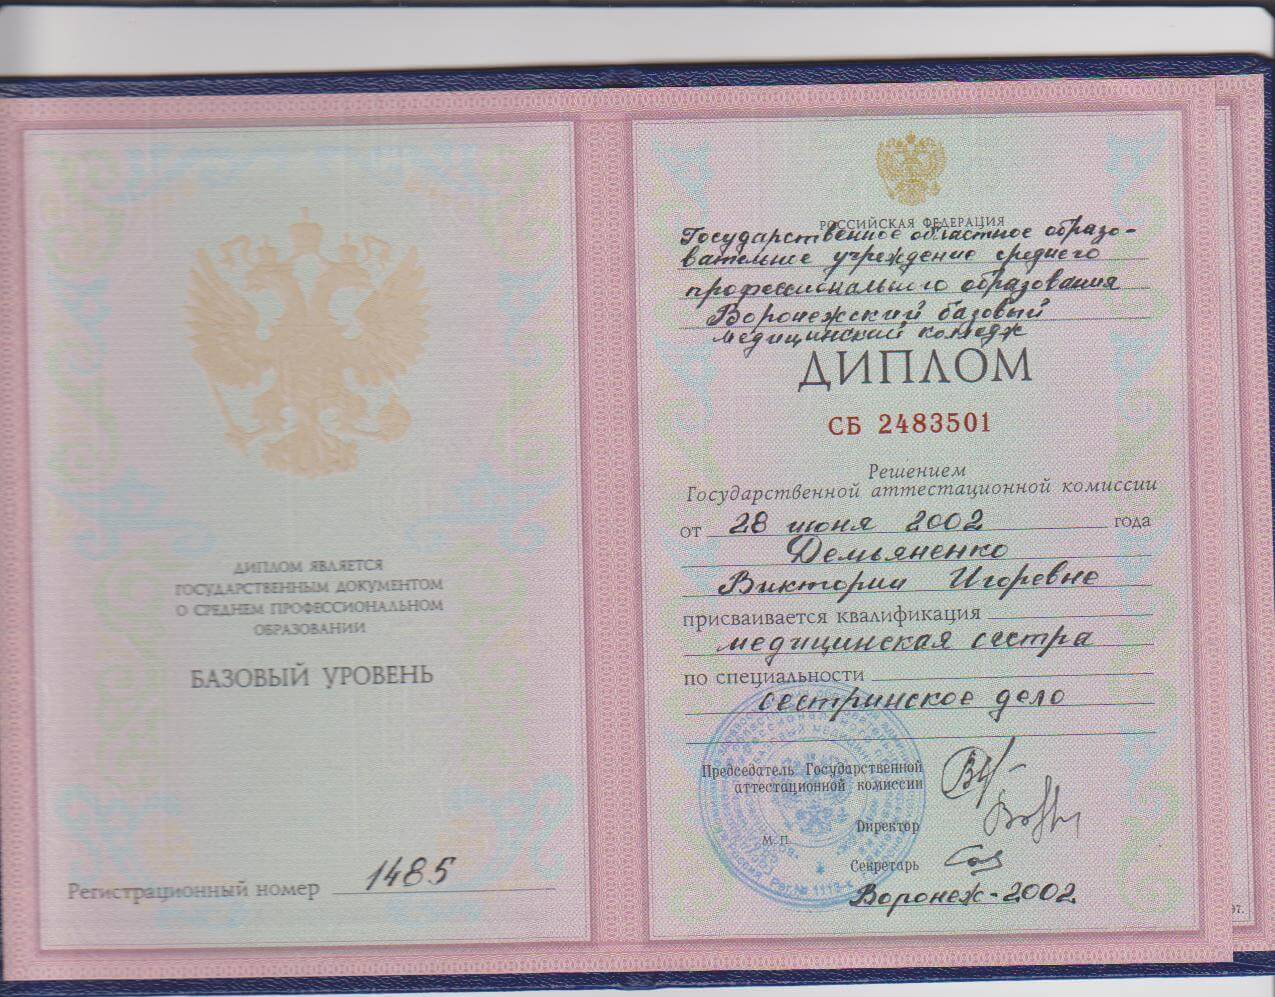 ДИПЛОМ ЯВЛЯЕТСЯ
ГОСУДАРСТВЕННЫМ ДОКУМЕНТОМ
О СРЕДНЕМ ПРОФЕССИОНАЛЬНОМ
ОБРАЗОВАНИИ
БАЗОВЫЙ УРОВЕНЬ
Регистрационный номер 1485
РОССИЙСКАЯ ФЕДЕРАЦИЯ
Государственное областное образо-
вательное учреждение среднего
профессионального образования
Воронежский базовый
медицинский колледж
ДИПЛОМ
СБ 2483501
Решением
Государственной аттестационной комиссии
от 28 июня 2002 года
Демьяненко
Виктории Игоревне
присваивается квалификация
медицинская сестра
по специальности
сестринское дело
Председатель Государственной
аттестационной комиссии
Директор
М. П.
Секретарь
Воронеж-2002